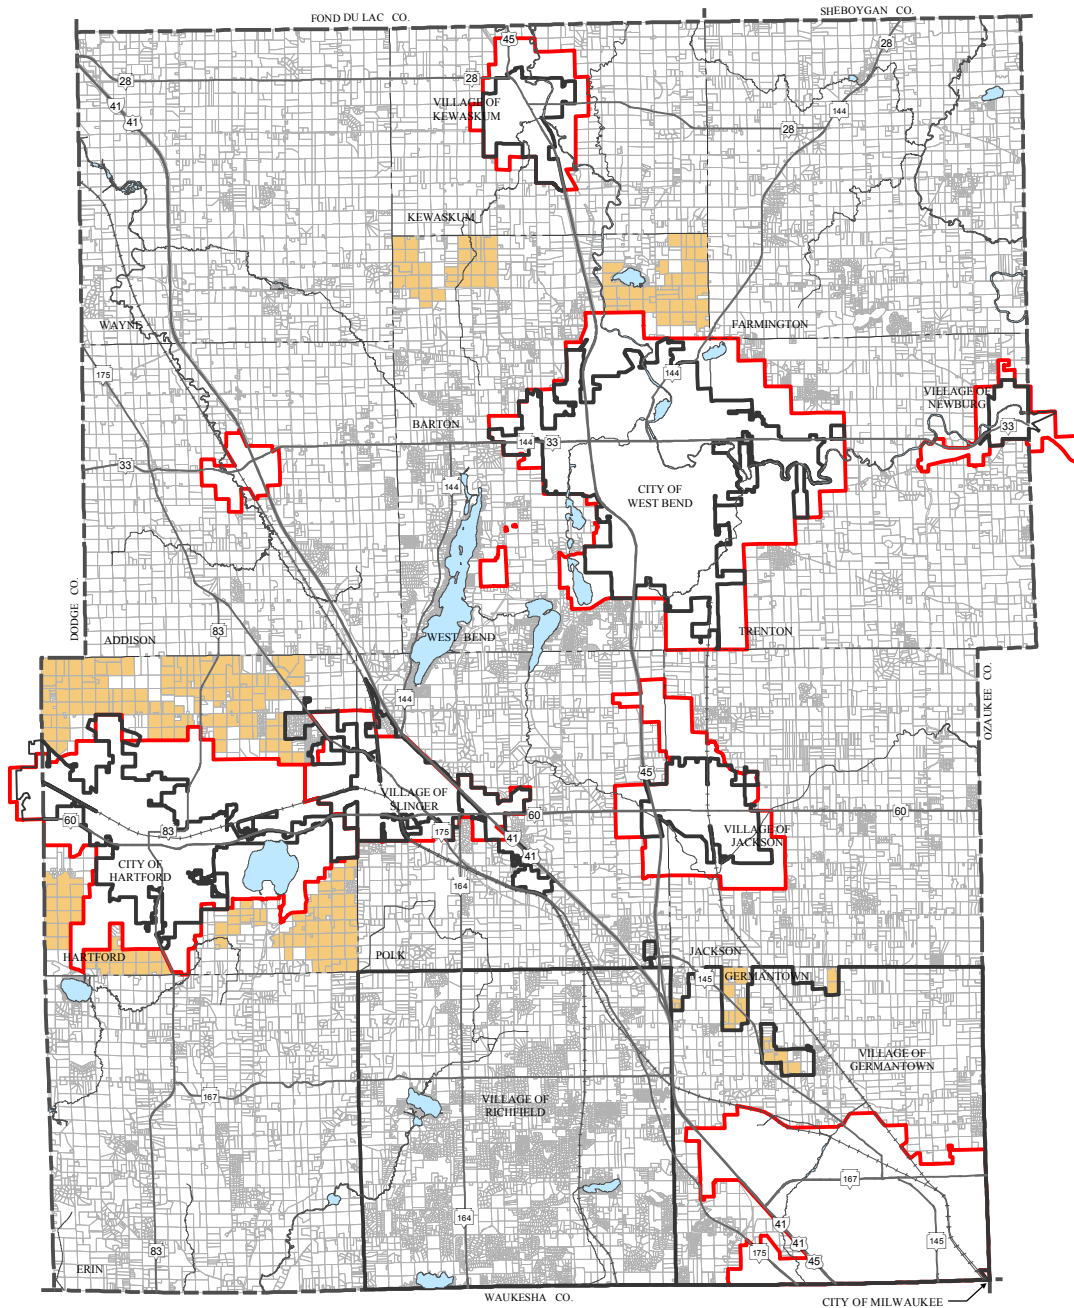 FOND DU LAC CO.
SHEBOYGAN CO.
45
28
28
41
41
28
VILLAGE OF
KEWASKUM
144
28
KEWASKUM
WAYNE
FARMINGTON
175
144
VILLAGE OF
NEWBURG
BARTON
33
144
33
33
144
CITY OF
WEST BEND
DODGE CO.
83
ADDISON
WEST BEND
TRENTON
144
OZAUKEE CO.
45
VILLAGE OF
SLINGER
60
60
60
83
175
41
41
VILLAGE OF
JACKSON
CITY OF
HARTFORD
164
HARTFORD
POLK
JACKSON
GERMANTOWN
145
VILLAGE OF
GERMANTOWN
167
VILLAGE OF
RICHFIELD
167
164
41
41
45
175
145
83
ERIN
WAUKESHA CO.
CITY OF MILWAUKEE